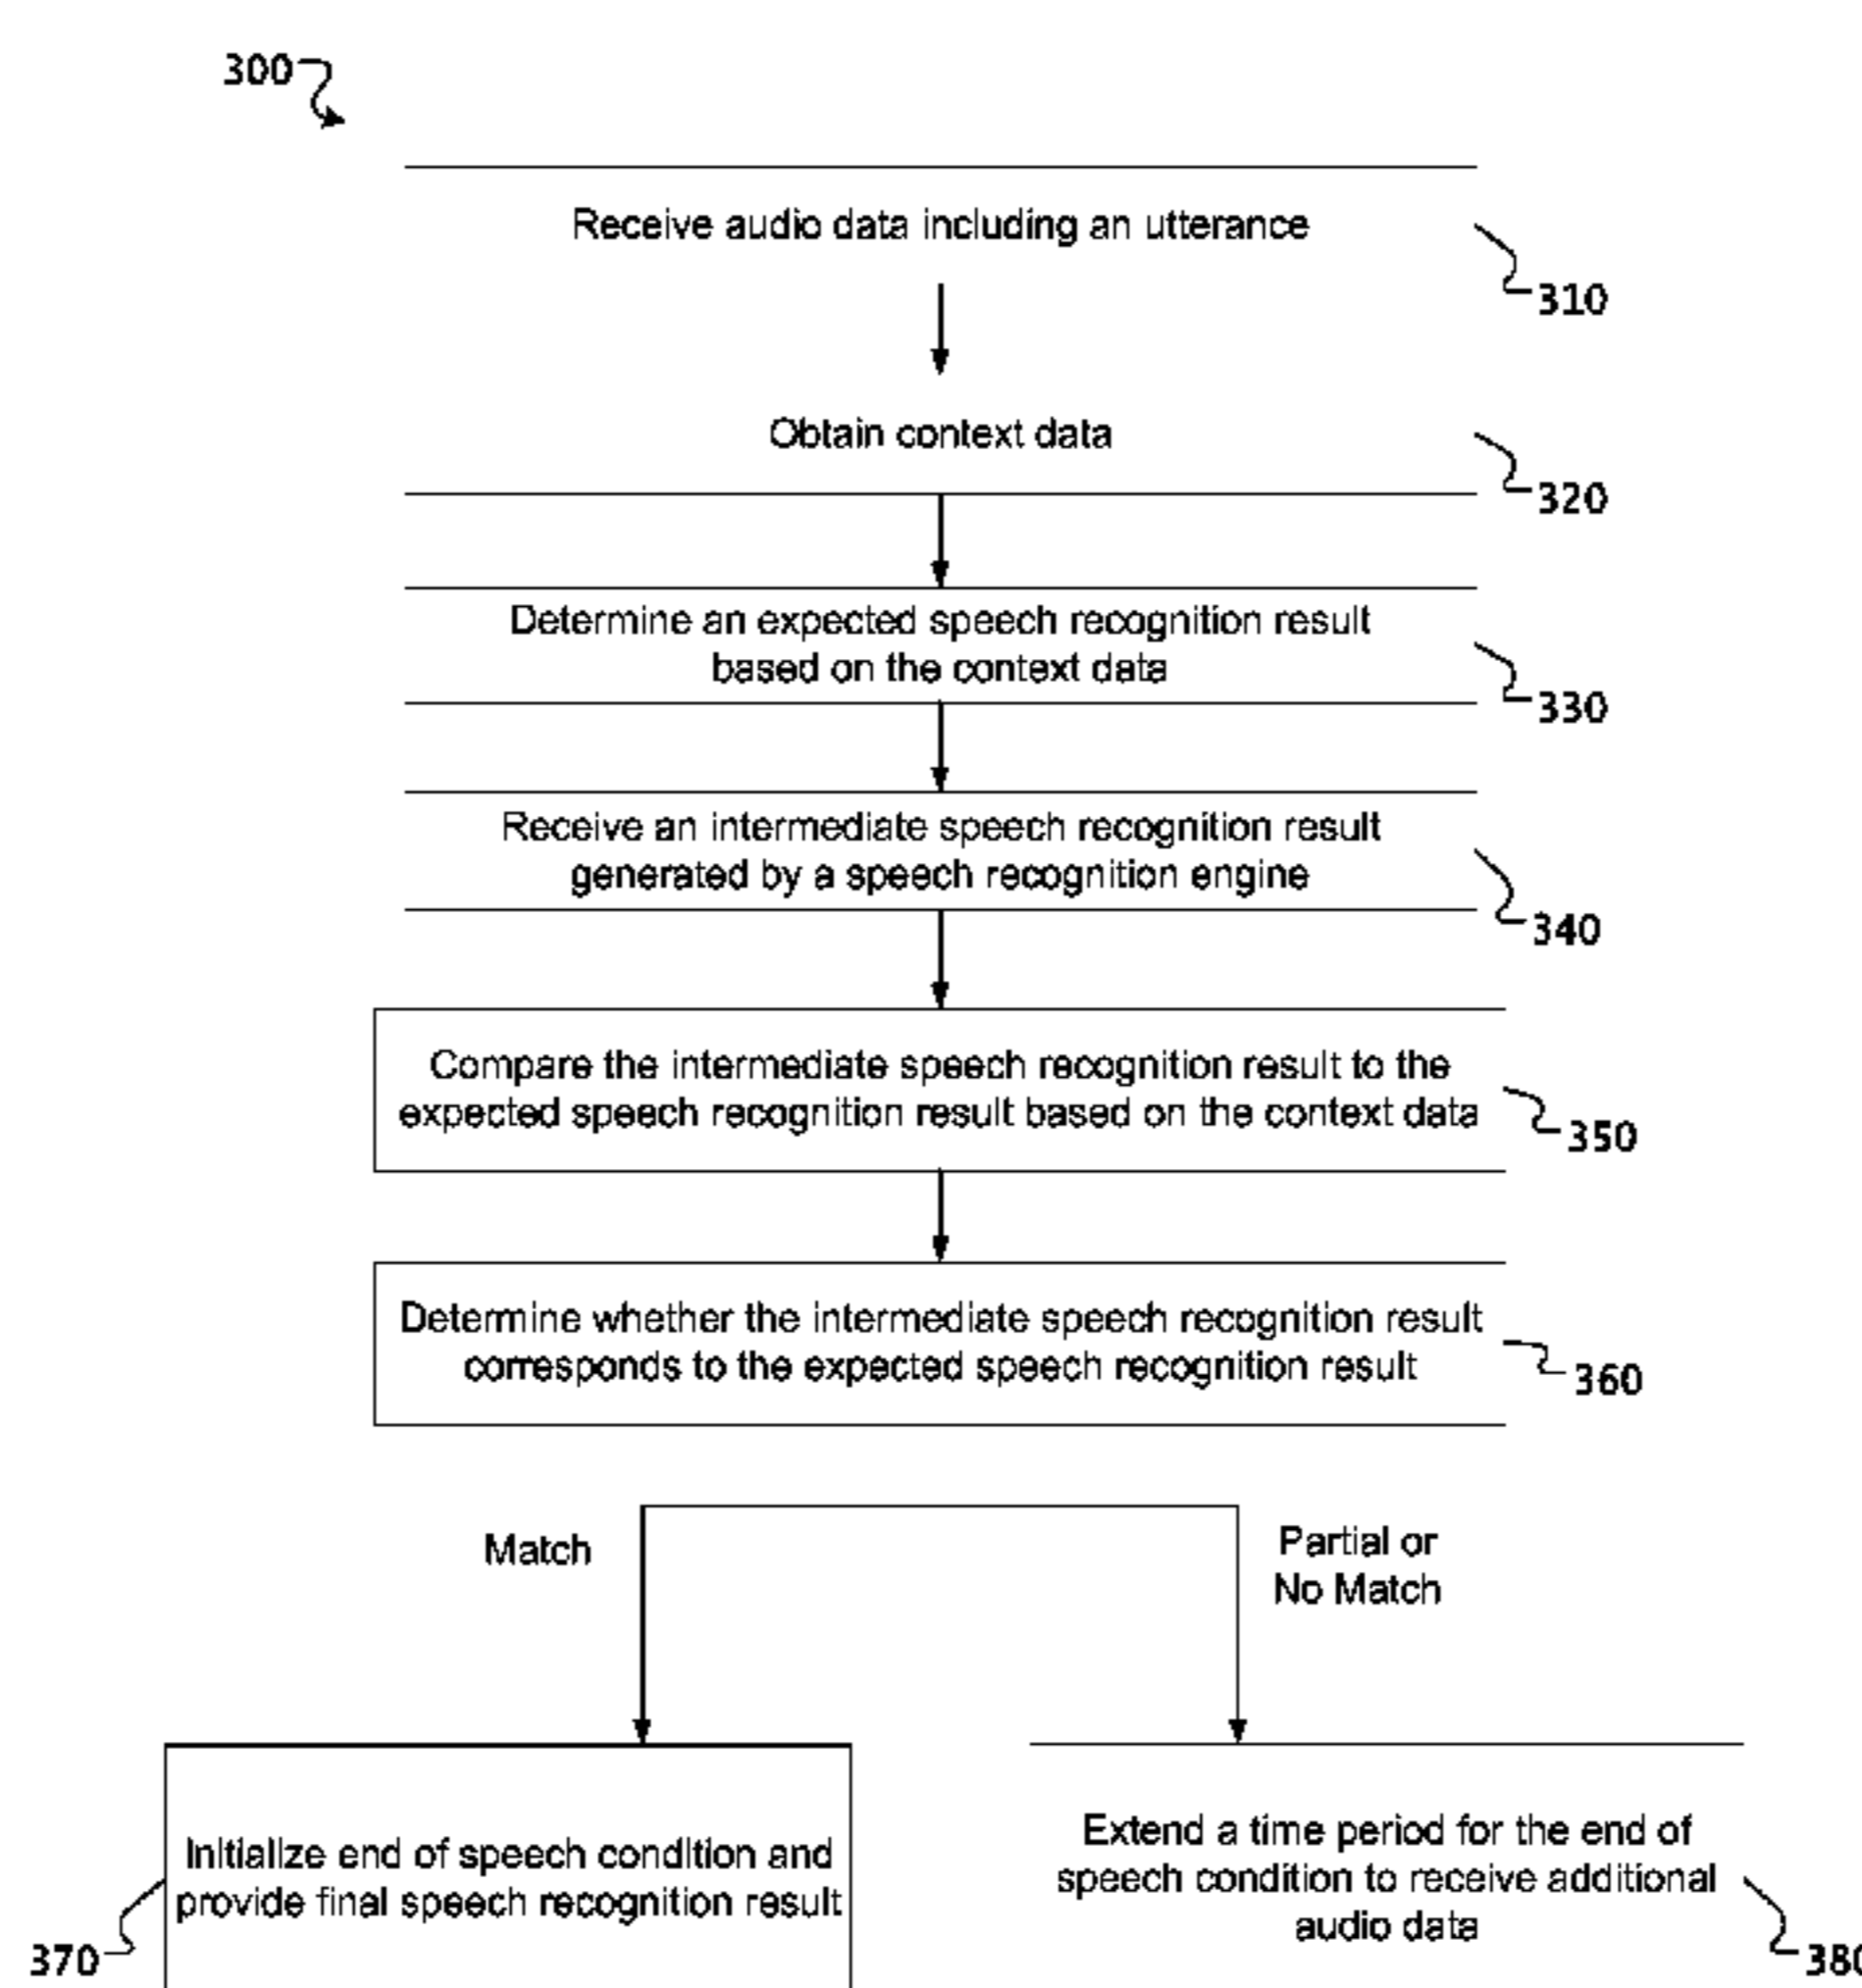 300
Receive audio data including an utterance
310
Obtain context data
320
Determine an expected speech recognition result
based on the context data
330
Receive an intermediate speech recognition result
generated by a speech recognition engine
340
Compare the intermediate speech recognition result to the
expected speech recognition result based on the context data
350
Determine whether the intermediate speech recognition result
corresponds to the expected speech recognition result
360
Match
Partial or
No Match
Initialize end of speech condition and
provide final speech recognition result
370
Extend a time period for the end of
speech condition to receive additional
audio data
380